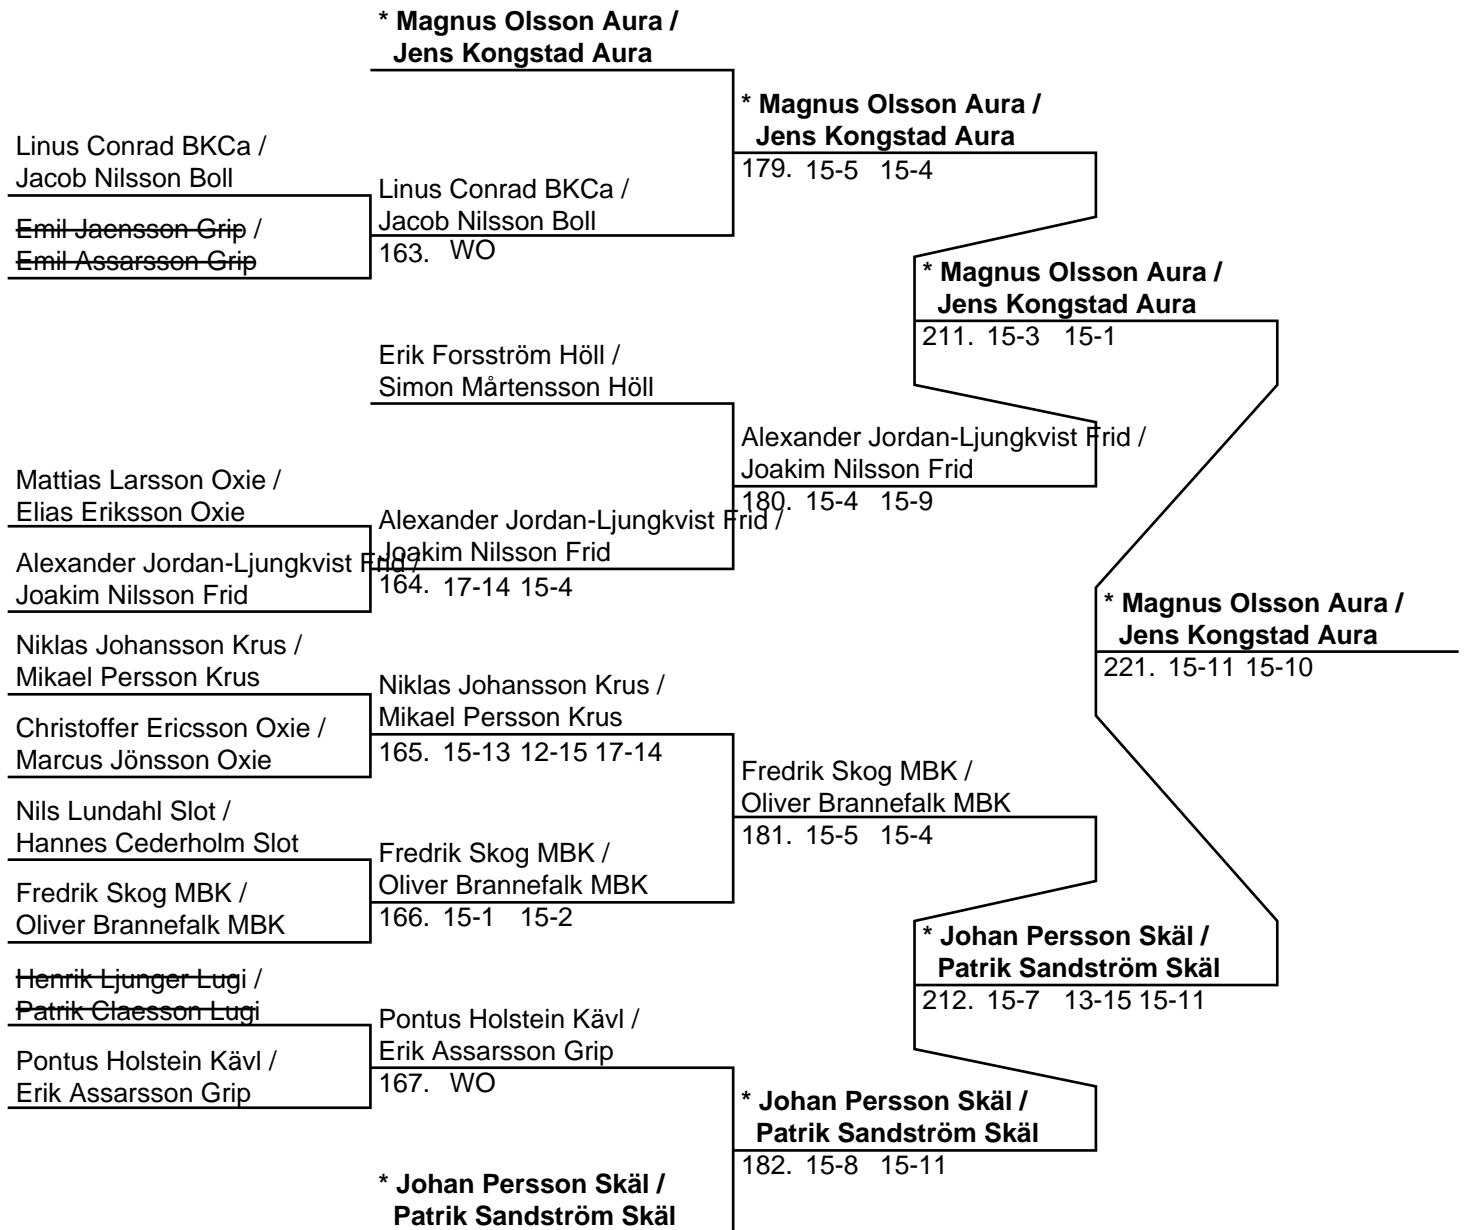 * Magnus Olsson Aura /
Jens Kongstad Aura
* Magnus Olsson Aura /
Jens Kongstad Aura
179. 15-5 15-4
Linus Conrad BKCa /
Jacob Nilsson Boll
Linus Conrad BKCa /
Jacob Nilsson Boll
163. WO
Emil Jaensson Grip /
Emil Assarsson Grip
* Magnus Olsson Aura /
Jens Kongstad Aura
211. 15-3 15-1
Erik Forsström Höll /
Simon Mårtensson Höll
Alexander Jordan-Ljungkvist Frid /
Joakim Nilsson Frid
180. 15-4 15-9
Mattias Larsson Oxie /
Elias Eriksson Oxie
Alexander Jordan-Ljungkvist Frid /
Joakim Nilsson Frid
164. 17-14 15-4
Alexander Jordan-Ljungkvist Frid /
Joakim Nilsson Frid
* Magnus Olsson Aura /
Jens Kongstad Aura
221. 15-11 15-10
Niklas Johansson Krus /
Mikael Persson Krus
Niklas Johansson Krus /
Mikael Persson Krus
165. 15-13 12-15 17-14
Christoffer Ericsson Oxie /
Marcus Jönsson Oxie
Fredrik Skog MBK /
Oliver Brannefalk MBK
181. 15-5 15-4
Nils Lundahl Slot /
Hannes Cederholm Slot
Fredrik Skog MBK /
Oliver Brannefalk MBK
166. 15-1 15-2
Fredrik Skog MBK /
Oliver Brannefalk MBK
* Johan Persson Skäl /
Patrik Sandström Skäl
212. 15-7 13-15 15-11
Henrik Ljunger Lugi /
Patrik Claesson Lugi
Pontus Holstein Kävl /
Erik Assarsson Grip
167. WO
Pontus Holstein Kävl /
Erik Assarsson Grip
* Johan Persson Skäl /
Patrik Sandström Skäl
182. 15-8 15-11
* Johan Persson Skäl /
Patrik Sandström Skäl